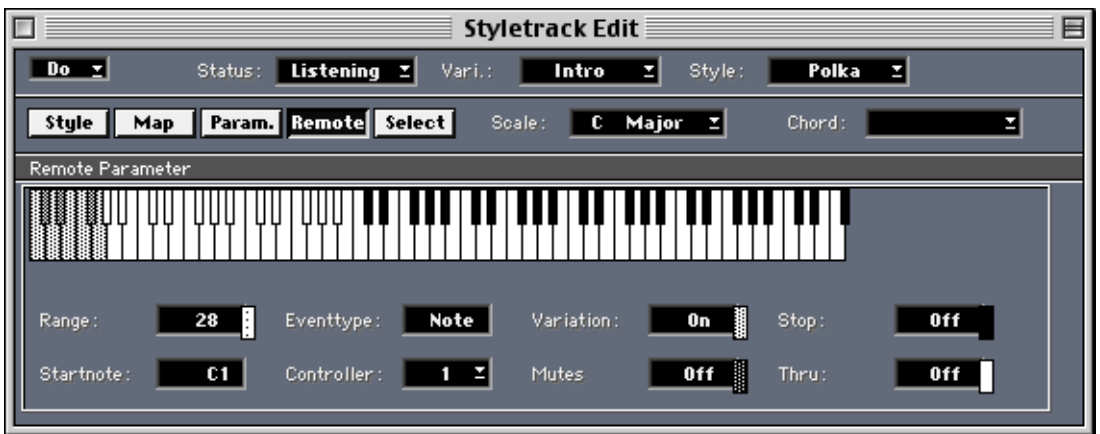 Styletrack Edit
Do Status: Listening Vari.: Intro Style: Polka
Style Map Param. Remote Select Scale: C Major Chord:
Remote Parameter
Range: 28 Eventtype: Note Variation: On Stop: Off
Startnote: C1 Controller: 1 Mutes Off Thru: Off